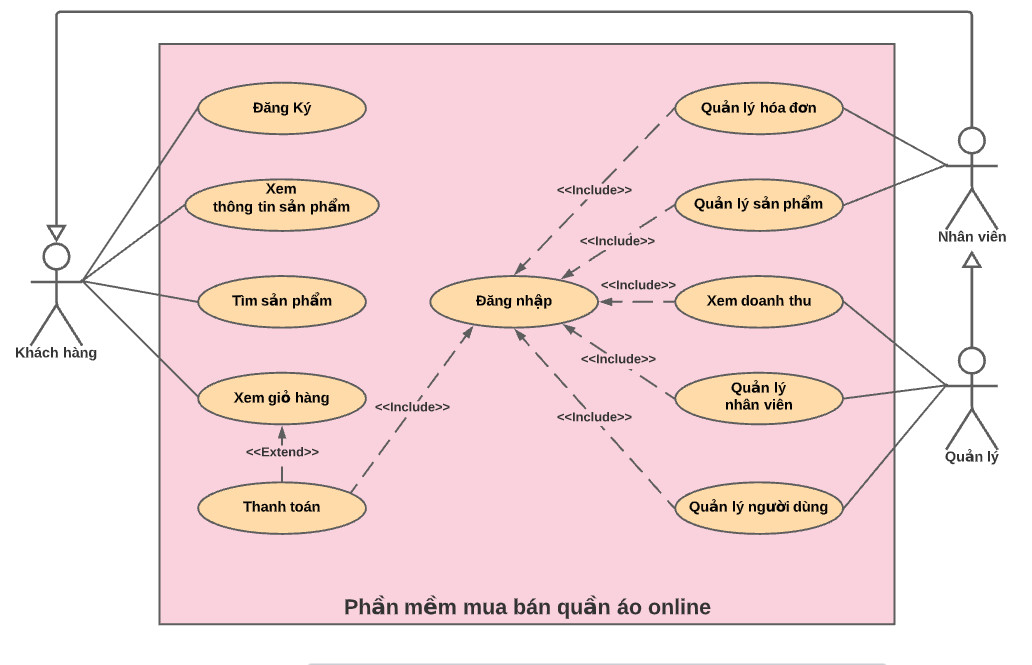 Đăng Ký
Xem
thông tin sản phẩm
Tìm sản phẩm
Xem giỏ hàng
<<Extend>>
Thanh toán
Khách hàng
Đăng nhập
<<Include>>
<<Include>>
<<Include>>
<<Include>>
<<Include>>
<<Include>>
Quản lý hóa đơn
Quản lý sản phẩm
Xem doanh thu
Quản lý
nhân viên
Quản lý người dùng
Nhân viên
Quản lý
Phần mềm mua bán quần áo online